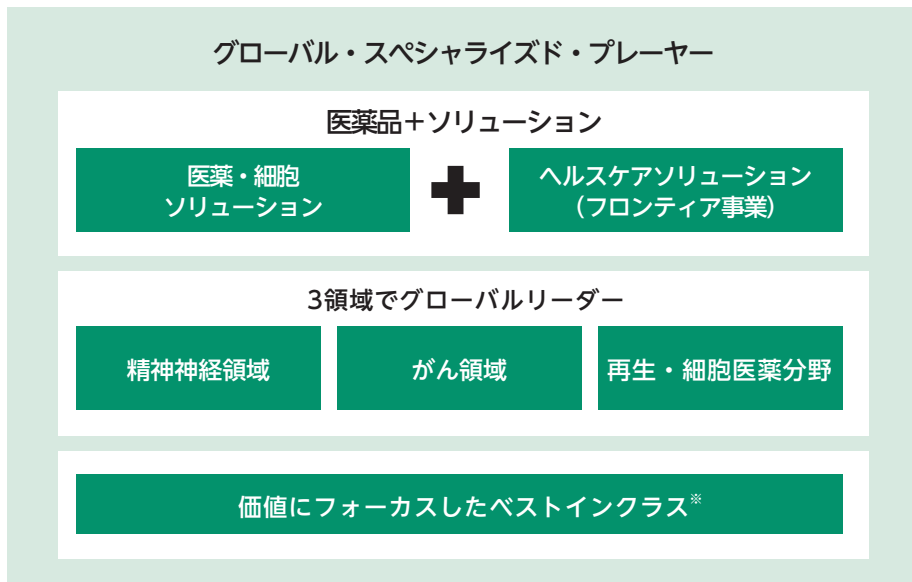 グローバル・スペシャライズド・プレーヤー
医薬品＋ソリューション
医薬・細胞
ソリューション
ヘルスケアソリューション
（フロンティア事業）
3領域でグローバルリーダー
精神神経領域
がん領域
再生・細胞医薬分野
価値にフォーカスしたベストインクラス※